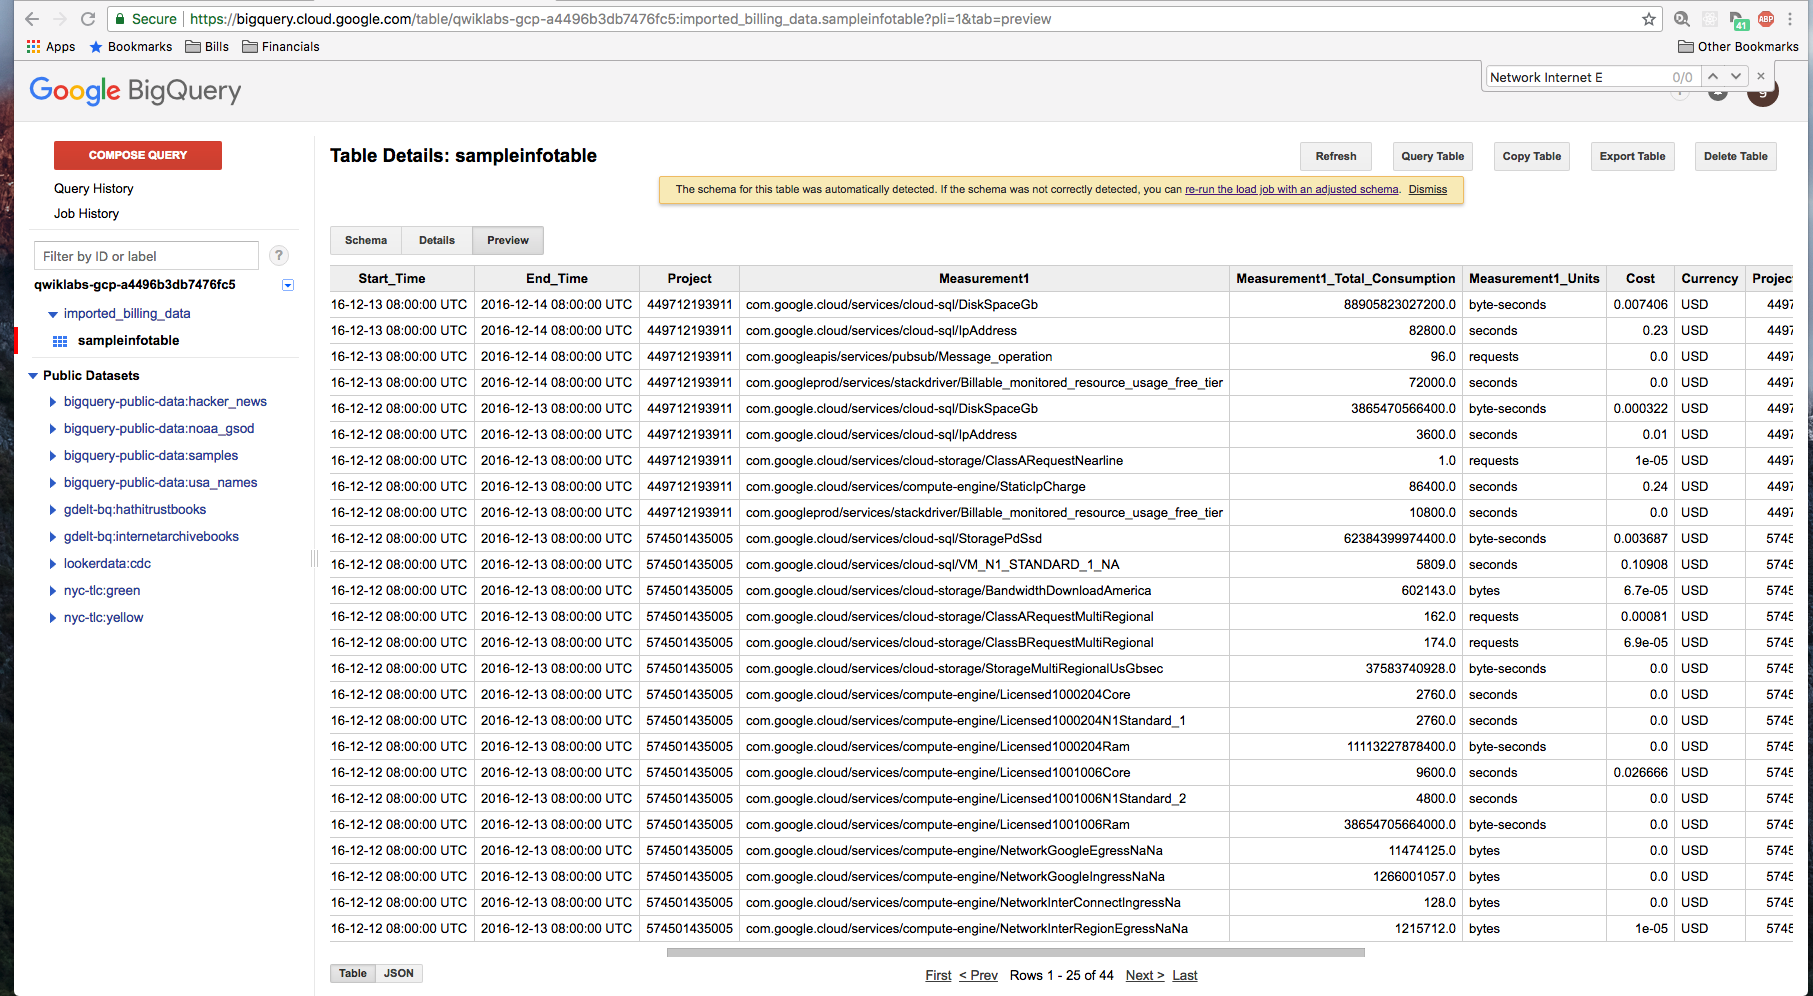 Secure https://bigquery.cloud.google.com/table/qwiklabs-gcp-a4496b3db7476fc5:imported_billing_data.sampleinfotable?pli=1&tab=preview
41 ABP
Apps Bookmarks Bills Financials Other Bookmarks
Network Internet E 0/0
Google BigQuery
COMPOSE QUERY
Query History
Job History
Filter by ID or label ?
qwiklabs-gcp-a4496b3db7476fc5
imported_billing_data
sampleinfotable
Public Datasets
bigquery-public-data:hacker_news
bigquery-public-data:noaa_gsod
bigquery-public-data:samples
bigquery-public-data:usa_names
gdelt-bq:hathitrustbooks
gdelt-bq:internetarchivebooks
lookerdata:cdc
nyc-tlc:green
nyc-tlc:yellow
Table Details: sampleinfotable
Refresh Query Table Copy Table Export Table Delete Table
The schema for this table was automatically detected. If the schema was not correctly detected, you can re-run the load job with an adjusted schema. Dismiss
Schema Details Preview
Start_Time End_Time Project Measurement1 Measurement1_Total_Consumption Measurement1_Units Cost Currency Projec
16-12-13 08:00:00 UTC 2016-12-14 08:00:00 UTC 449712193911 com.google.cloud/services/cloud-sql/DiskSpaceGb 88905823027200.0 byte-seconds 0.007406 USD 4497
16-12-13 08:00:00 UTC 2016-12-14 08:00:00 UTC 449712193911 com.google.cloud/services/cloud-sql/IpAddress 82800.0 seconds 0.23 USD 4497
16-12-13 08:00:00 UTC 2016-12-14 08:00:00 UTC 449712193911 com.googleapis/services/pubsub/Message_operation 96.0 requests 0.0 USD 4497
16-12-13 08:00:00 UTC 2016-12-14 08:00:00 UTC 449712193911 com.googleprod/services/stackdriver/Billable_monitored_resource_usage_free_tier 72000.0 seconds 0.0 USD 4497
16-12-12 08:00:00 UTC 2016-12-13 08:00:00 UTC 449712193911 com.google.cloud/services/cloud-sql/DiskSpaceGb 3865470566400.0 byte-seconds 0.000322 USD 4497
16-12-12 08:00:00 UTC 2016-12-13 08:00:00 UTC 449712193911 com.google.cloud/services/cloud-sql/IpAddress 3600.0 seconds 0.01 USD 4497
16-12-12 08:00:00 UTC 2016-12-13 08:00:00 UTC 449712193911 com.google.cloud/services/cloud-storage/ClassARequestNearline 1.0 requests 1e-05 USD 4497
16-12-12 08:00:00 UTC 2016-12-13 08:00:00 UTC 449712193911 com.google.cloud/services/compute-engine/StaticIpCharge 86400.0 seconds 0.24 USD 4497
16-12-12 08:00:00 UTC 2016-12-13 08:00:00 UTC 449712193911 com.googleprod/services/stackdriver/Billable_monitored_resource_usage_free_tier 10800.0 seconds 0.0 USD 4497
16-12-12 08:00:00 UTC 2016-12-13 08:00:00 UTC 574501435005 com.google.cloud/services/cloud-sql/StoragePdSsd 62384399974400.0 byte-seconds 0.003687 USD 5745
16-12-12 08:00:00 UTC 2016-12-13 08:00:00 UTC 574501435005 com.google.cloud/services/cloud-sql/VM_N1_STANDARD_1_NA 5809.0 seconds 0.10908 USD 5745
16-12-12 08:00:00 UTC 2016-12-13 08:00:00 UTC 574501435005 com.google.cloud/services/cloud-storage/BandwidthDownloadAmerica 602143.0 bytes 6.7e-05 USD 5745
16-12-12 08:00:00 UTC 2016-12-13 08:00:00 UTC 574501435005 com.google.cloud/services/cloud-storage/ClassARequestMultiRegional 162.0 requests 0.00081 USD 5745
16-12-12 08:00:00 UTC 2016-12-13 08:00:00 UTC 574501435005 com.google.cloud/services/cloud-storage/ClassBRequestMultiRegional 174.0 requests 6.9e-05 USD 5745
16-12-12 08:00:00 UTC 2016-12-13 08:00:00 UTC 574501435005 com.google.cloud/services/cloud-storage/StorageMultiRegionalUsGbsec 37583740928.0 byte-seconds 0.0 USD 5745
16-12-12 08:00:00 UTC 2016-12-13 08:00:00 UTC 574501435005 com.google.cloud/services/compute-engine/Licensed1000204Core 2760.0 seconds 0.0 USD 5745
16-12-12 08:00:00 UTC 2016-12-13 08:00:00 UTC 574501435005 com.google.cloud/services/compute-engine/Licensed1000204N1Standard_1 2760.0 seconds 0.0 USD 5745
16-12-12 08:00:00 UTC 2016-12-13 08:00:00 UTC 574501435005 com.google.cloud/services/compute-engine/Licensed1000204Ram 11113227878400.0 byte-seconds 0.0 USD 5745
16-12-12 08:00:00 UTC 2016-12-13 08:00:00 UTC 574501435005 com.google.cloud/services/compute-engine/Licensed1001006Core 9600.0 seconds 0.026666 USD 5745
16-12-12 08:00:00 UTC 2016-12-13 08:00:00 UTC 574501435005 com.google.cloud/services/compute-engine/Licensed1001006N1Standard_2 4800.0 seconds 0.0 USD 5745
16-12-12 08:00:00 UTC 2016-12-13 08:00:00 UTC 574501435005 com.google.cloud/services/compute-engine/Licensed1001006Ram 38654705664000.0 byte-seconds 0.0 USD 5745
16-12-12 08:00:00 UTC 2016-12-13 08:00:00 UTC 574501435005 com.google.cloud/services/compute-engine/NetworkGoogleEgressNaNa 11474125.0 bytes 0.0 USD 5745
16-12-12 08:00:00 UTC 2016-12-13 08:00:00 UTC 574501435005 com.google.cloud/services/compute-engine/NetworkGoogleIngressNaNa 1266001057.0 bytes 0.0 USD 5745
16-12-12 08:00:00 UTC 2016-12-13 08:00:00 UTC 574501435005 com.google.cloud/services/compute-engine/NetworkInterConnectIngressNa 128.0 bytes 0.0 USD 5745
16-12-12 08:00:00 UTC 2016-12-13 08:00:00 UTC 574501435005 com.google.cloud/services/compute-engine/NetworkInterRegionEgressNaNa 1215712.0 bytes 1e-05 USD 5745
Table JSON First < Prev Rows 1 - 25 of 44 Next > Last